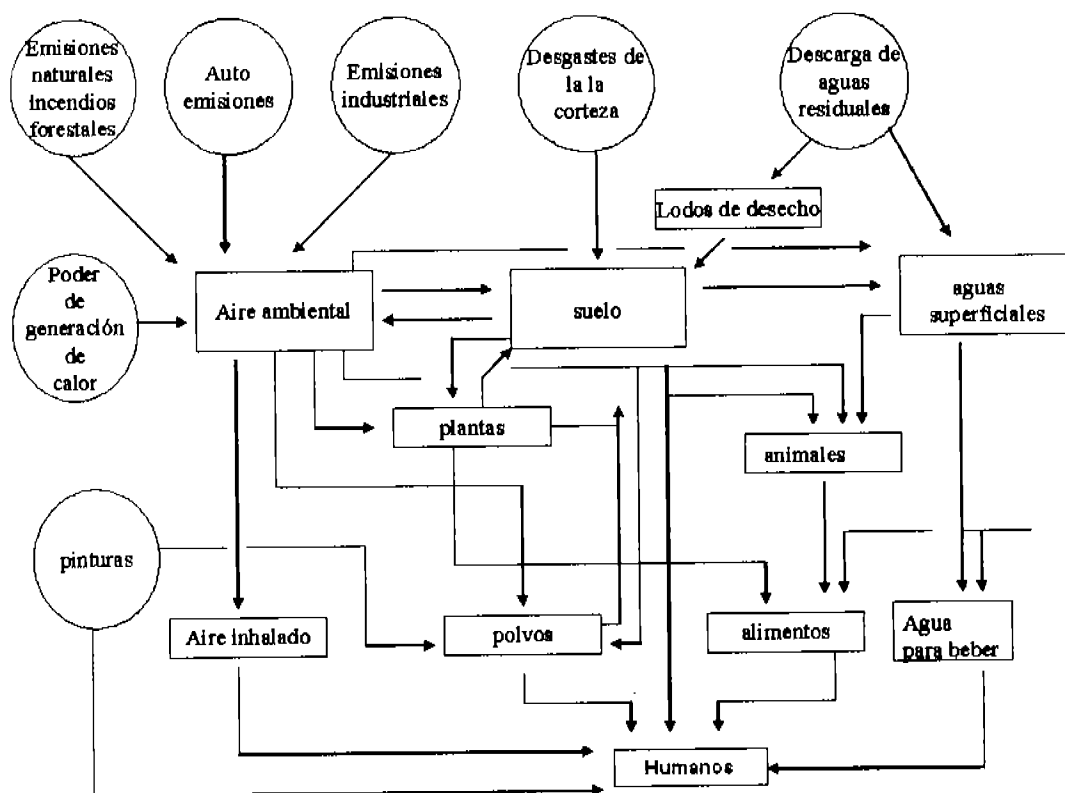 Emisiones
naturales
incendios
forestales
Auto
emisiones
Emisiones
industriales
Desgastes de
la la
corteza
Descarga de
aguas
residuales
Lodos de desecho
Poder
de
generación
de
calor
Aire ambiental
suelo
aguas
superficiales
plantas
animales
pinturas
Aire inhalado
polvos
alimentos
Agua
para beber
Humanos